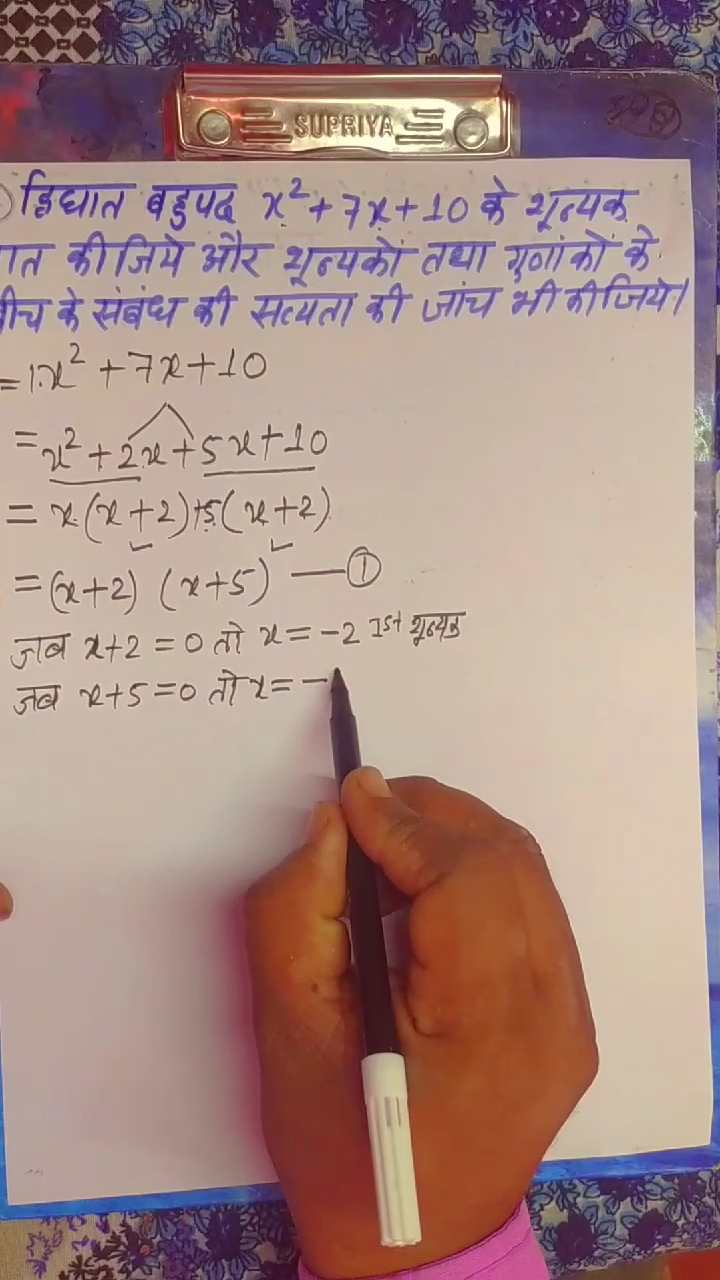 SUPRIYA
द्विघात बहुपद x² + 7x + 10 के शून्यक
ात कीजिये और शून्यकों तथा गुणांकों के
ीच के संबंध की सत्यता की जांच भी कीजिये।
= 1x² + 7x + 10
= x² + 2x + 5x + 10
= x(x+2)+5(x+2)
= (x+2) (x+5) — ①
जब x+2 = 0 तो x = -2 Ist शून्यक
जब x+5 = 0 तो x = -